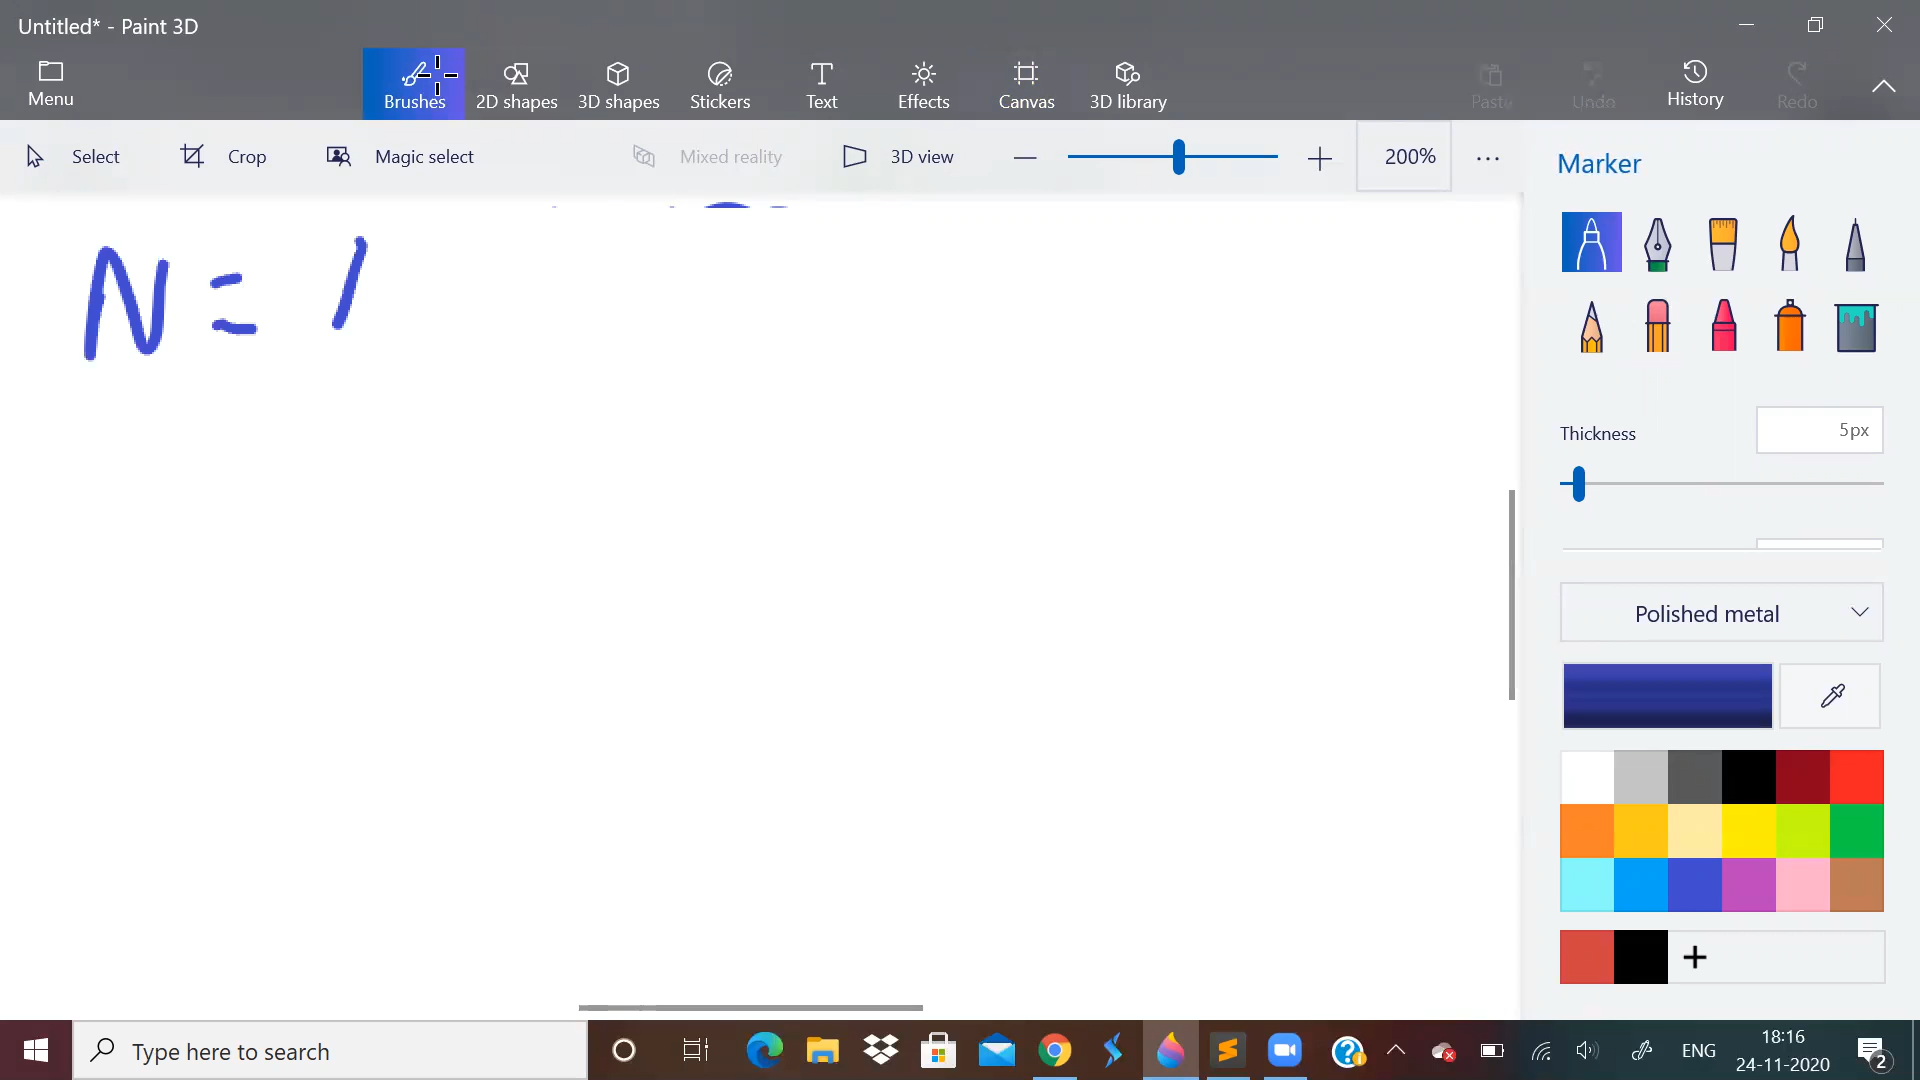 Untitled* - Paint 3D
Menu
Brushes
2D shapes
3D shapes
Stickers
Text
Effects
Canvas
3D library
Paste
Undo
History
Redo
Select
Crop
Magic select
Mixed reality
3D view
200%
Marker
N = 1
Thickness
5px
Polished metal
Type here to search
ENG
18:16
24-11-2020
2